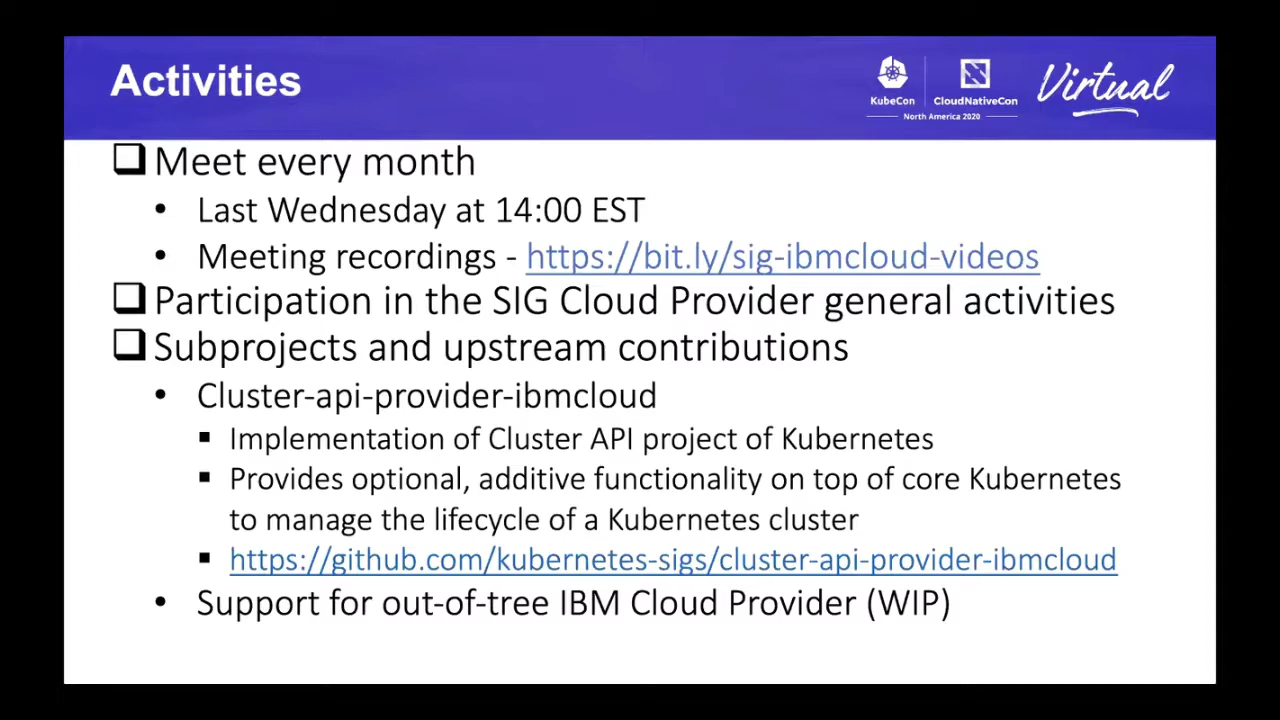 Activities
KubeCon
CloudNativeCon
North America 2020
Virtual
Meet every month
Last Wednesday at 14:00 EST
Meeting recordings - https://bit.ly/sig-ibmcloud-videos
Participation in the SIG Cloud Provider general activities
Subprojects and upstream contributions
Cluster-api-provider-ibmcloud
Implementation of Cluster API project of Kubernetes
Provides optional, additive functionality on top of core Kubernetes
to manage the lifecycle of a Kubernetes cluster
https://github.com/kubernetes-sigs/cluster-api-provider-ibmcloud
Support for out-of-tree IBM Cloud Provider (WIP)